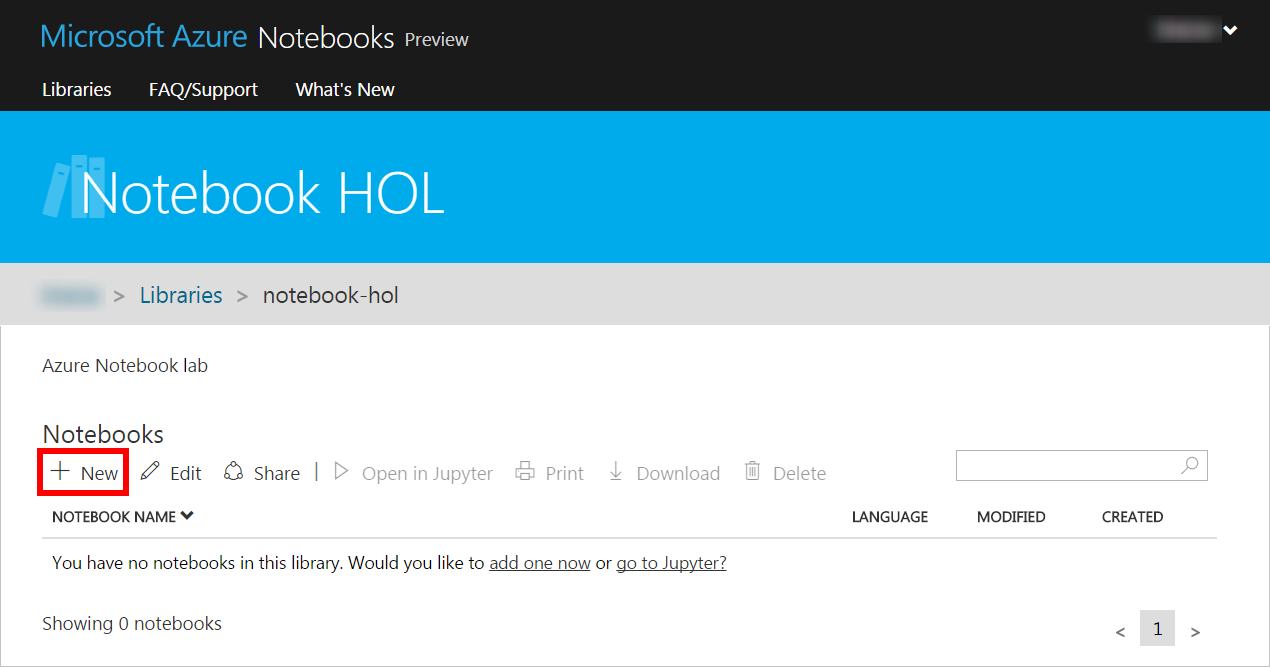 Microsoft Azure Notebooks Preview
Libraries FAQ/Support What's New
Notebook HOL
> Libraries > notebook-hol
Azure Notebook lab
Notebooks
New Edit Share | Open in Jupyter Print Download Delete
NOTEBOOK NAME LANGUAGE MODIFIED CREATED
You have no notebooks in this library. Would you like to add one now or go to Jupyter?
Showing 0 notebooks
< 1 >